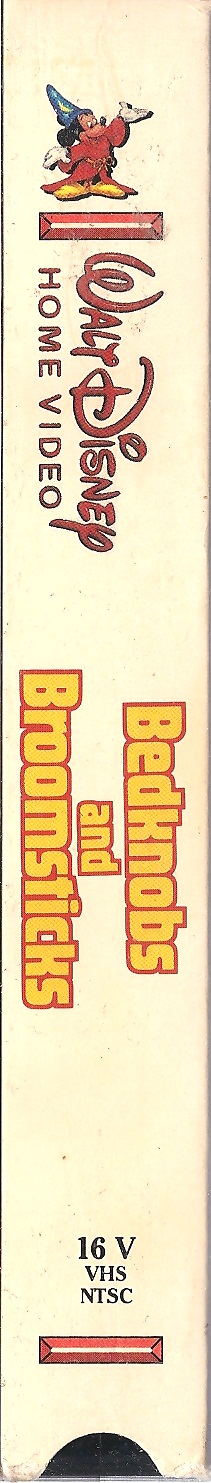 WALT DISNEY
HOME VIDEO
Bedknobs
and
Broomsticks
16 V
VHS
NTSC